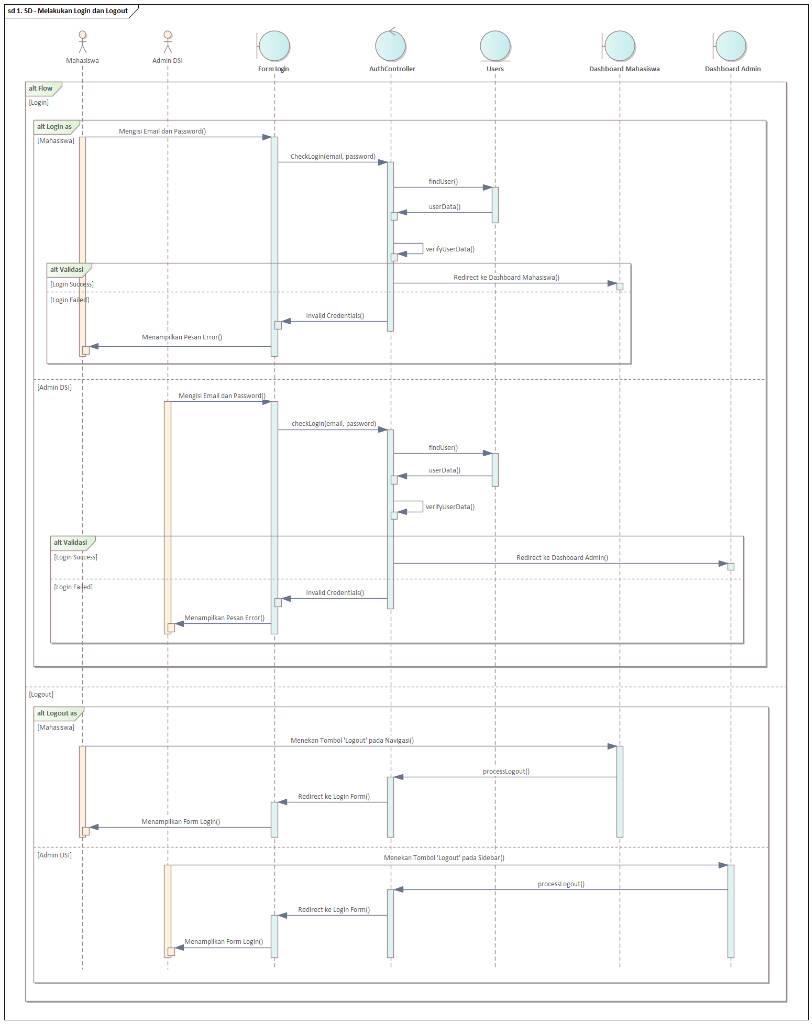 sd 1. SD - Melakukan Login dan Logout
Mahasiswa
Admin DSI
Form login
AuthController
Users
Dashboard Mahasiswa
Dashboard Admin
alt Flow
[Login]
alt Login as
[Mahasiswa]
Mengisi Email dan Password()
CheckLogin(email, password)
findUser()
userData()
verifyUserData()
alt Validasi
[Login Success]
Redirect ke Dashboard Mahasiswa()
[Login Failed]
Invalid Credentials()
Menampilkan Pesan Error()
[Admin DSI]
Mengisi Email dan Password()
checkLogin(email, password)
findUser()
userData()
verifyUserData()
alt Validasi
[Login Success]
Redirect ke Dashboard Admin()
[Login Failed]
Invalid Credentials()
Menampilkan Pesan Error()
[Logout]
alt Logout as
[Mahasiswa]
Menekan Tombol 'Logout' pada Navigasi()
processLogout()
Redirect ke Login Form()
Menampilkan Form Login()
[Admin DSI]
Menekan Tombol 'Logout' pada Sidebar()
processLogout()
Redirect ke Login Form()
Menampilkan Form Login()